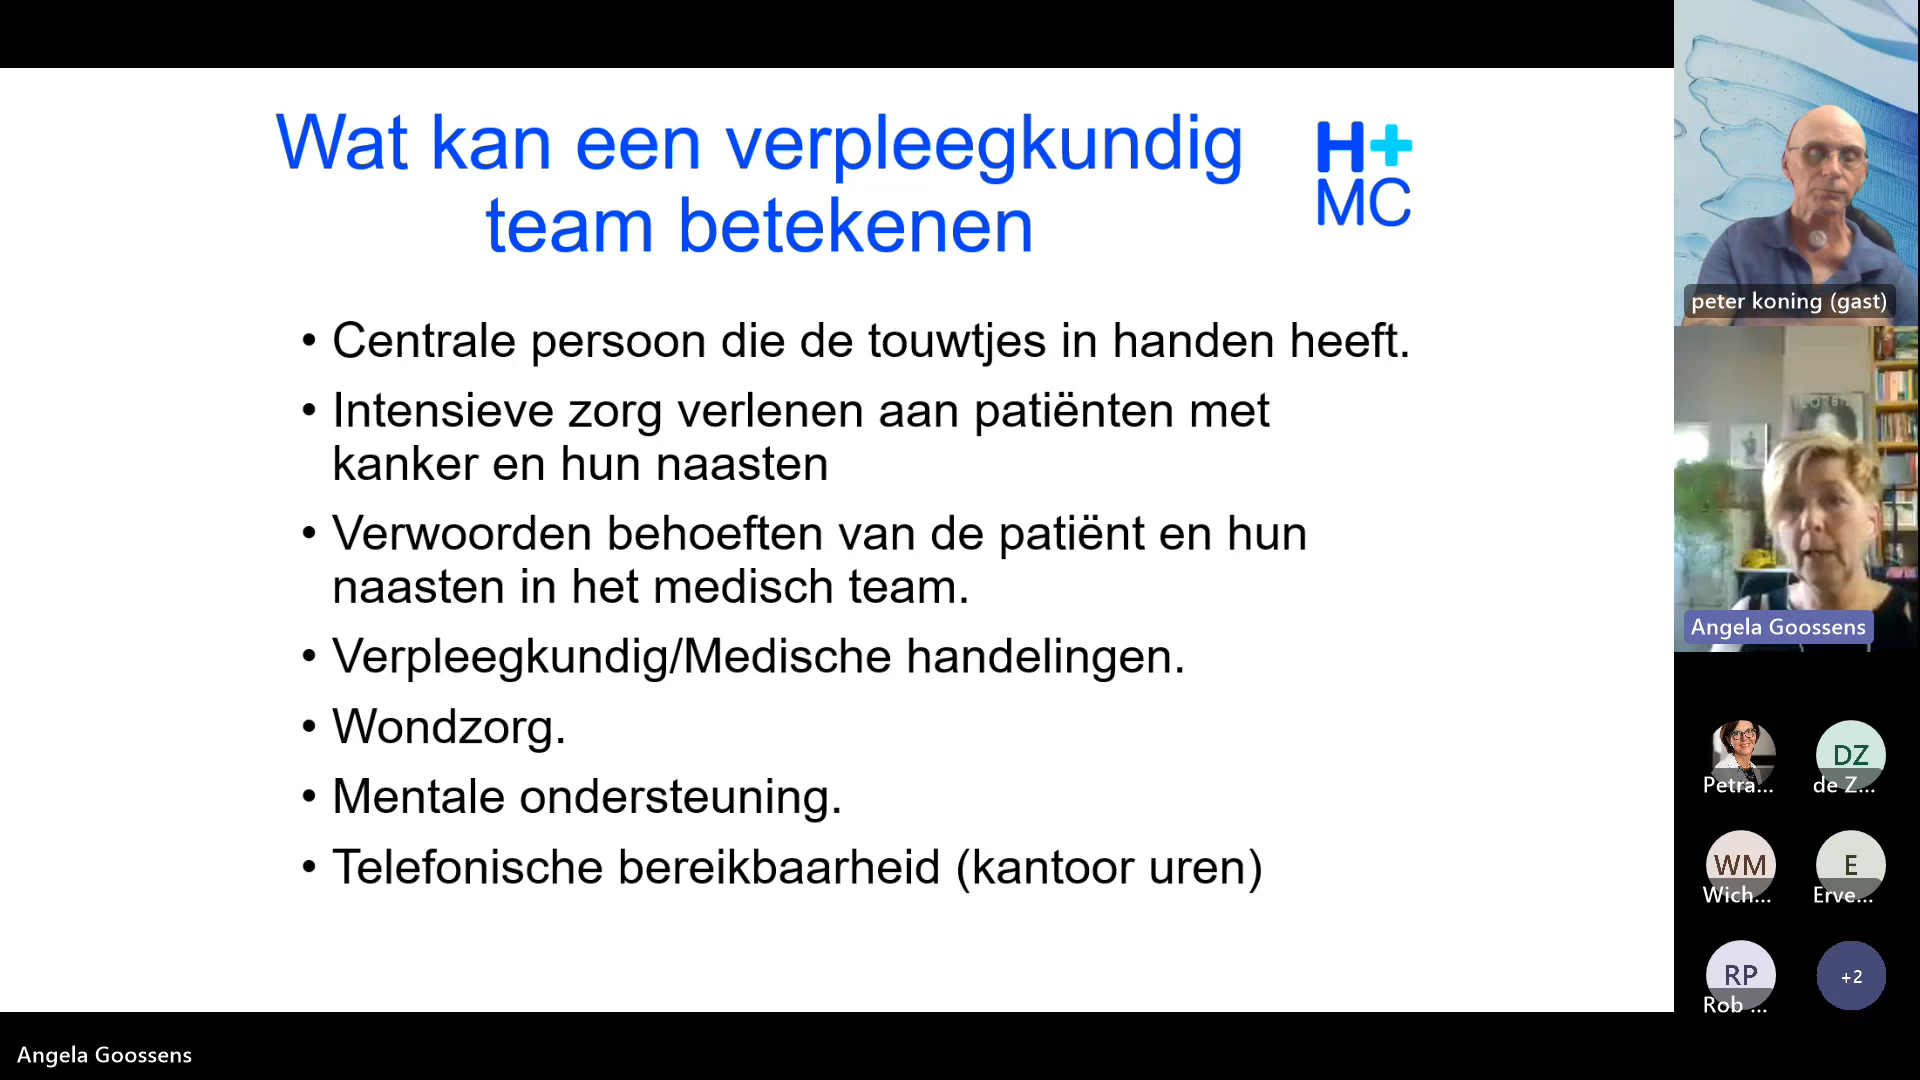 Wat kan een verpleegkundig
team betekenen
H+
MC
• Centrale persoon die de touwtjes in handen heeft.
• Intensieve zorg verlenen aan patiënten met
kanker en hun naasten
• Verwoorden behoeften van de patiënt en hun
naasten in het medisch team.
• Verpleegkundig/Medische handelingen.
• Wondzorg.
• Mentale ondersteuning.
• Telefonische bereikbaarheid (kantoor uren)
peter koning (gast)
Angela Goossens
Petra...
DZ
de Z...
WM
Wich...
E
Erve...
RP
Rob ...
+2
Angela Goossens